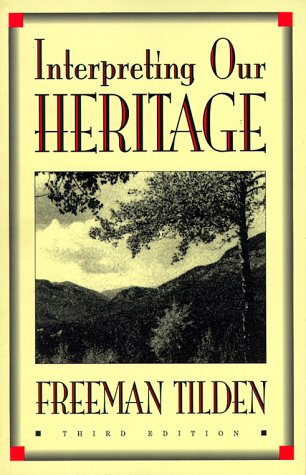 Interpreting Our
HERITAGE
FREEMAN TILDEN
THIRD EDITION